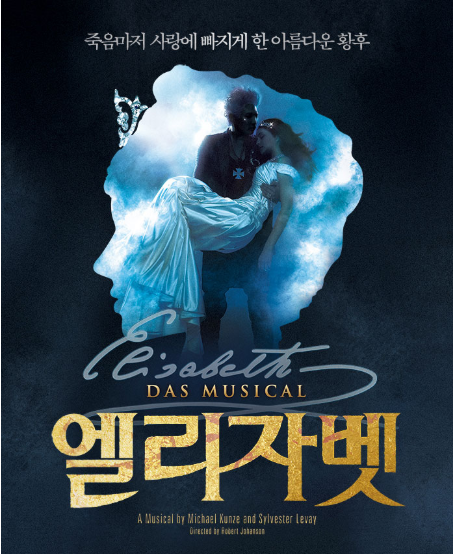 죽음마저 사랑에 빠지게 한 아름다운 황후
Elisabeth
DAS MUSICAL
엘리자벳
A Musical by Michael Kunze and Sylvester Levay
Directed by Robert Johanson